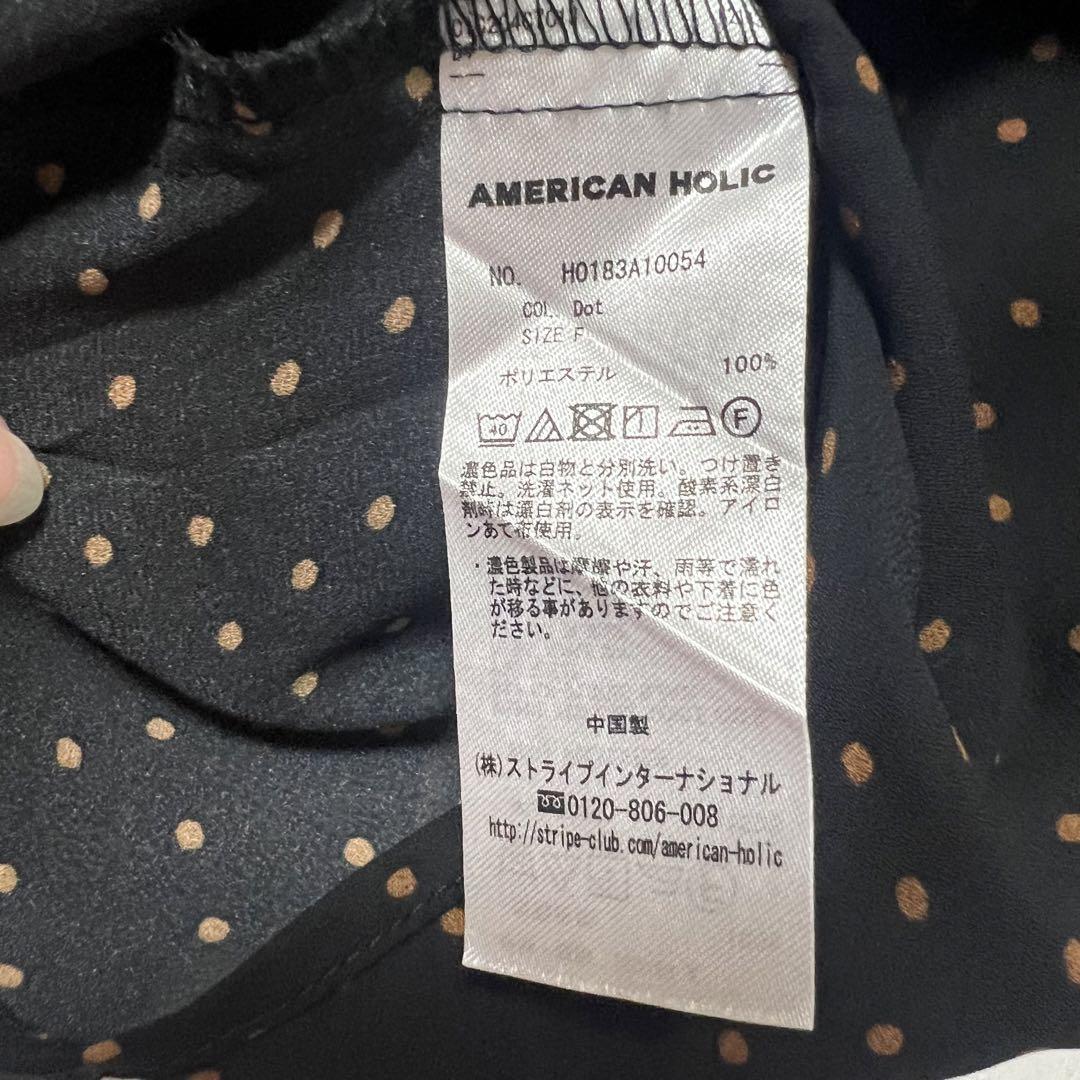 AMERICAN HOLIC
NO. H0183A10054
COL. Dot
SIZE F
ポリエステル 100%
40 F
濃色品は白物と分別洗い。つけ置き
禁止。洗濯ネット使用。酸素系漂白
剤時は漂白剤の表示を確認。アイロ
ンあて布使用。
・濃色製品は摩擦や汗、雨等で濡れ
た時などに、他の衣料や下着に色
が移る事がありますのでご注意く
ださい。
中国製
(株)ストライプインターナショナル
0120-806-008
http://stripe-club.com/american-holic